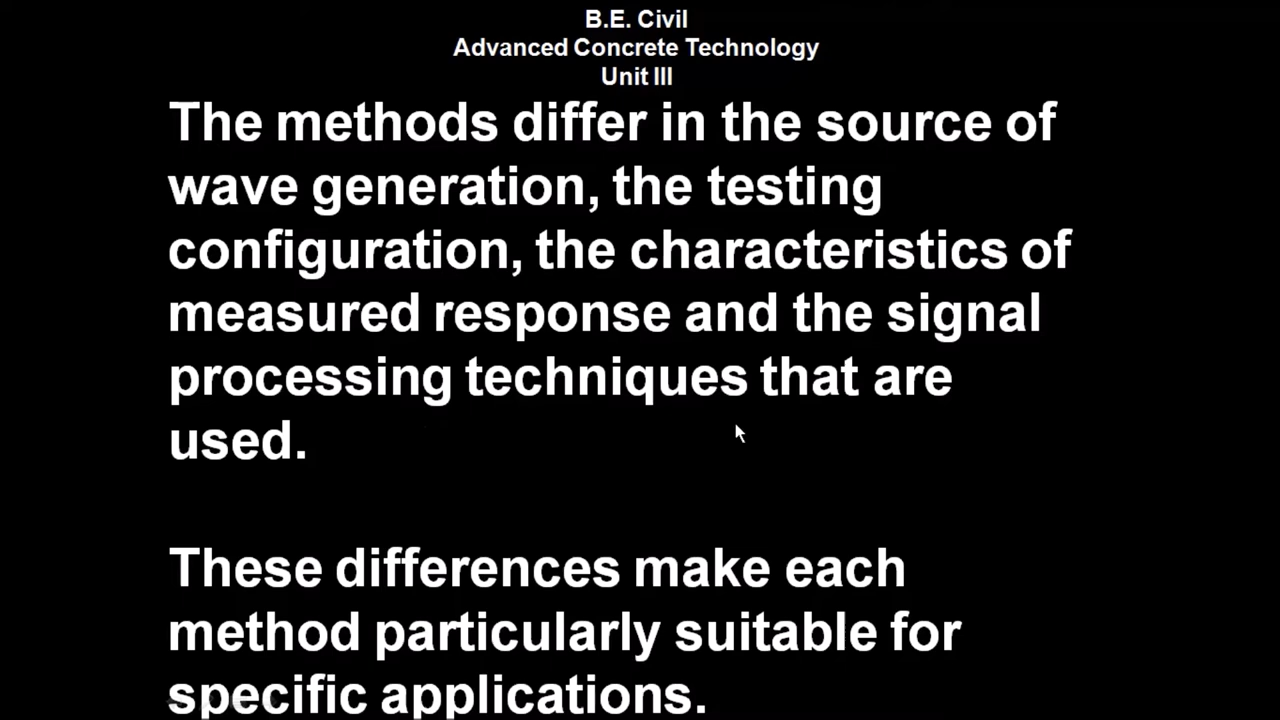 B.E. Civil
Advanced Concrete Technology
Unit III
The methods differ in the source of
wave generation, the testing
configuration, the characteristics of
measured response and the signal
processing techniques that are
used.
These differences make each
method particularly suitable for
specific applications.